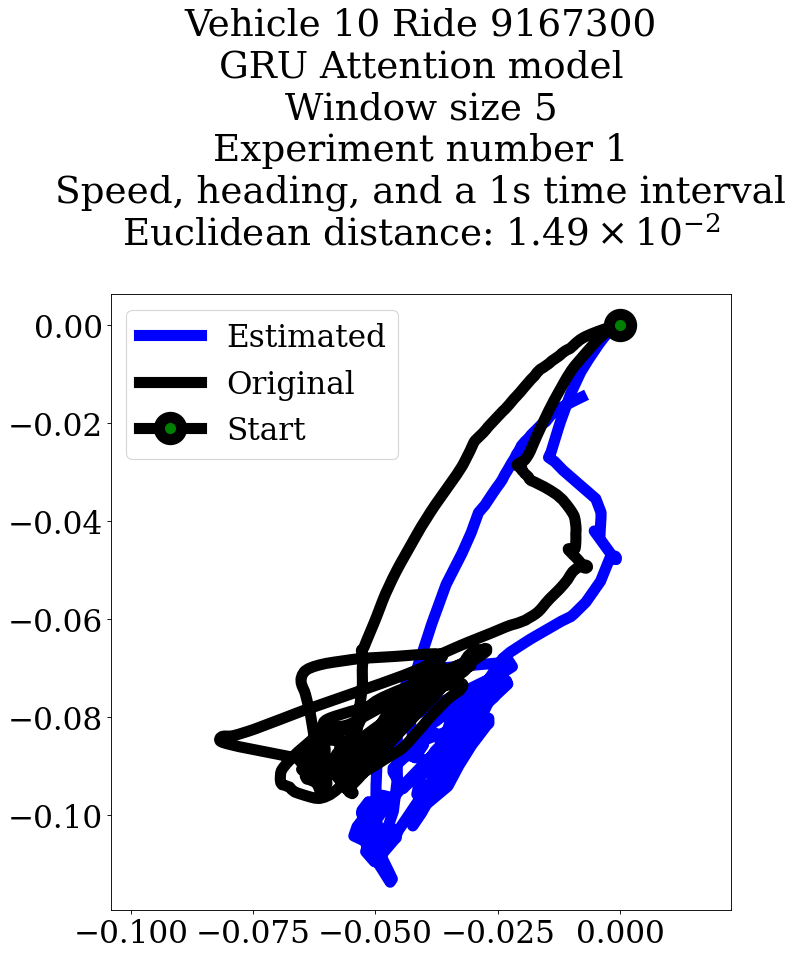 Vehicle 10 Ride 9167300
GRU Attention model
Window size 5
Experiment number 1
Speed, heading, and a 1s time interval
Euclidean distance: 1.49 × 10⁻²
Estimated
Original
Start
0.00
−0.02
−0.04
−0.06
−0.08
−0.10
−0.100 −0.075 −0.050 −0.025 0.000